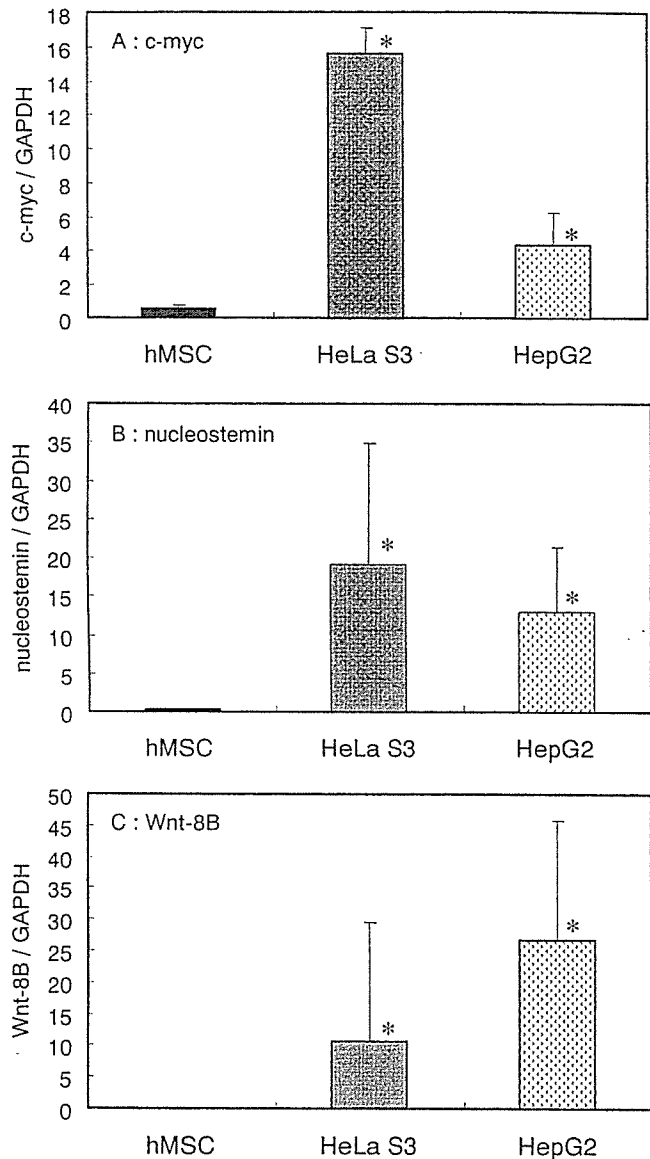 A : c-myc
c-myc / GAPDH
18
16
14
12
10
8
6
4
2
0
*
*
hMSC
HeLa S3
HepG2
B : nucleostemin
nucleostemin / GAPDH
40
35
30
25
20
15
10
5
0
*
*
hMSC
HeLa S3
HepG2
C : Wnt-8B
Wnt-8B / GAPDH
50
45
40
35
30
25
20
15
10
5
0
*
*
hMSC
HeLa S3
HepG2